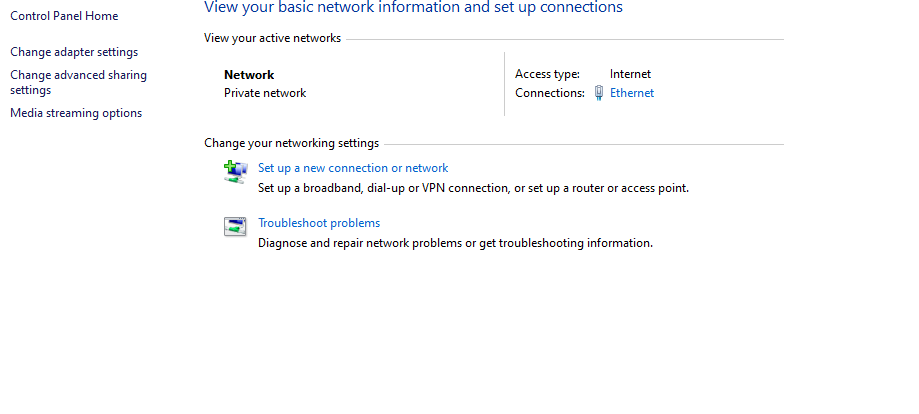 View your basic network information and set up connections
Control Panel Home
View your active networks
Change adapter settings
Change advanced sharing
settings
Media streaming options
Network
Private network
Access type: Internet
Connections: Ethernet
Change your networking settings
Set up a new connection or network
Set up a broadband, dial-up or VPN connection, or set up a router or access point.
Troubleshoot problems
Diagnose and repair network problems or get troubleshooting information.